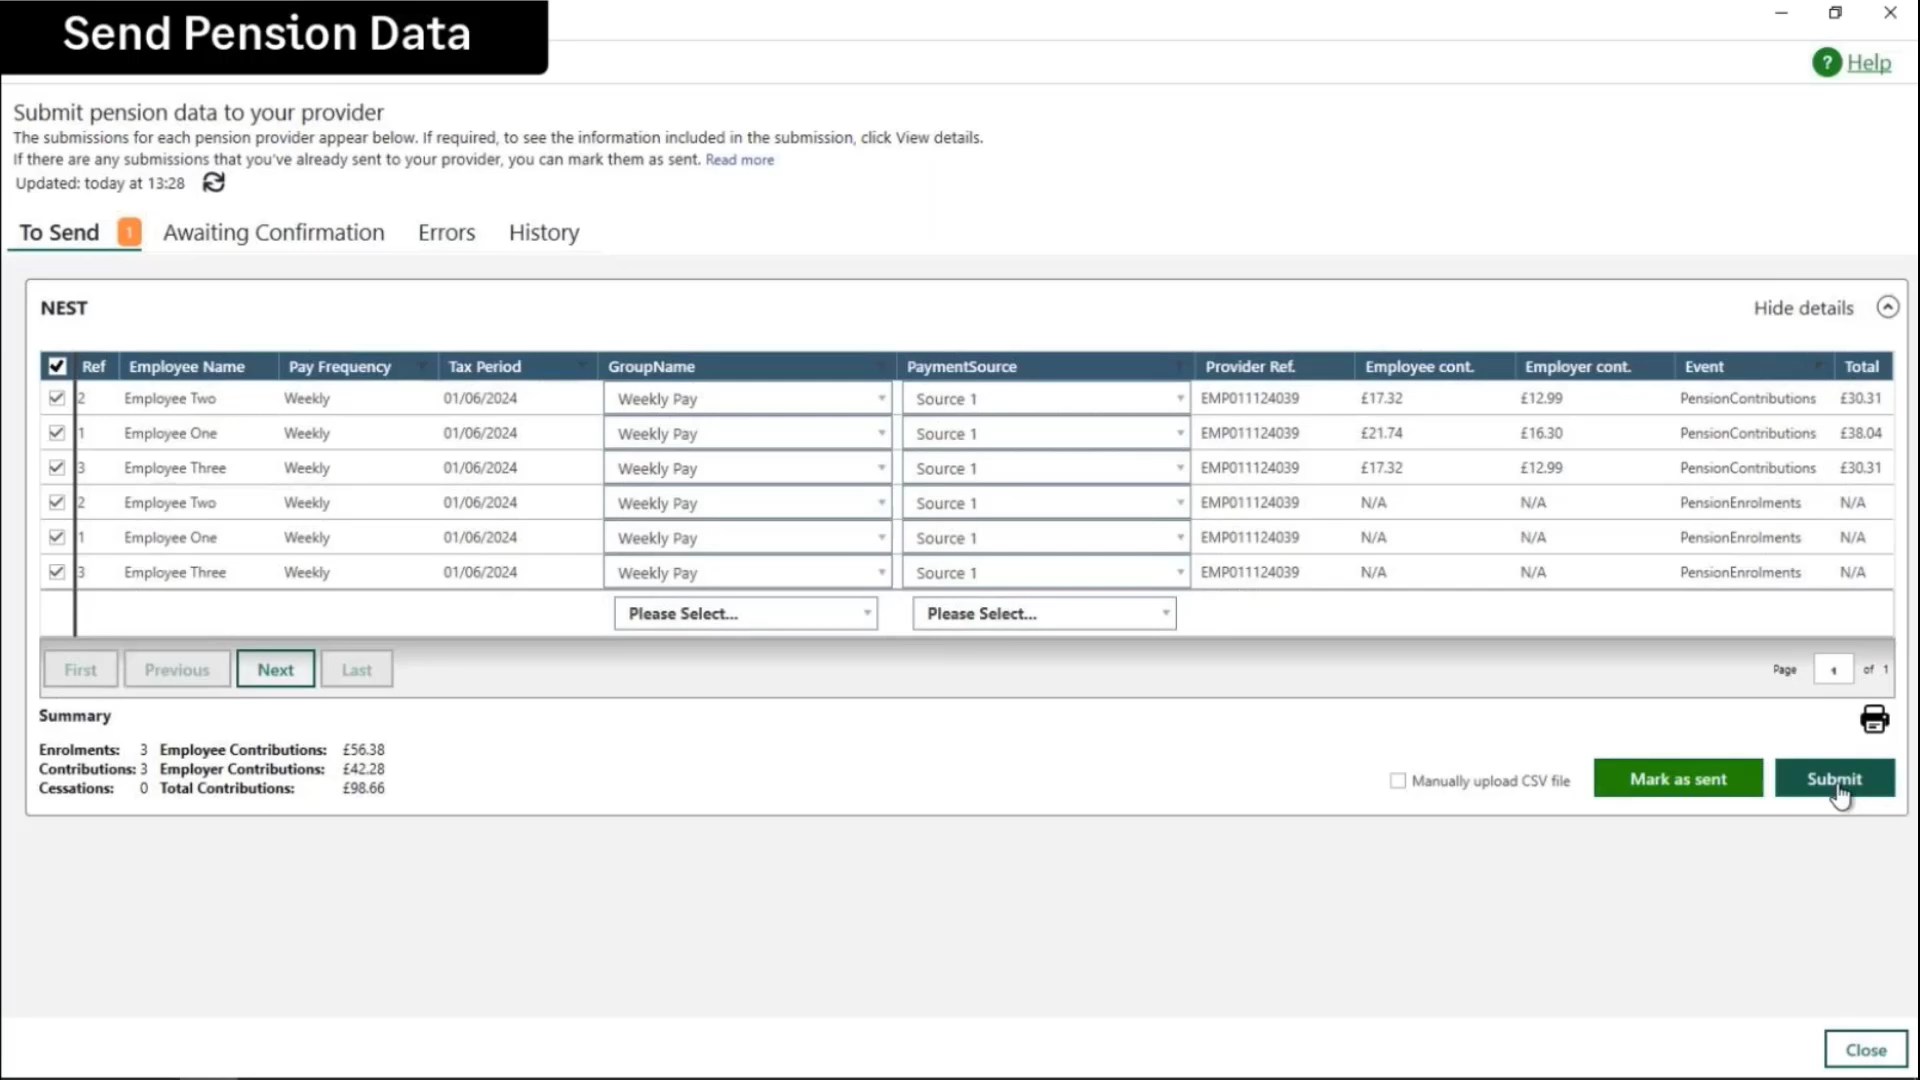 Send Pension Data
? Help
Submit pension data to your provider
The submissions for each pension provider appear below. If required, to see the information included in the submission, click View details.
If there are any submissions that you've already sent to your provider, you can mark them as sent. Read more
Updated: today at 13:28
To Send 1 Awaiting Confirmation Errors History
NEST Hide details
Ref Employee Name Pay Frequency Tax Period GroupName PaymentSource Provider Ref. Employee cont. Employer cont. Event Total
2 Employee Two Weekly 01/06/2024 Weekly Pay Source 1 EMP011124039 £17.32 £12.99 PensionContributions £30.31
1 Employee One Weekly 01/06/2024 Weekly Pay Source 1 EMP011124039 £21.74 £16.30 PensionContributions £38.04
3 Employee Three Weekly 01/06/2024 Weekly Pay Source 1 EMP011124039 £17.32 £12.99 PensionContributions £30.31
2 Employee Two Weekly 01/06/2024 Weekly Pay Source 1 EMP011124039 N/A N/A PensionEnrolments N/A
1 Employee One Weekly 01/06/2024 Weekly Pay Source 1 EMP011124039 N/A N/A PensionEnrolments N/A
3 Employee Three Weekly 01/06/2024 Weekly Pay Source 1 EMP011124039 N/A N/A PensionEnrolments N/A
Please Select... Please Select...
First Previous Next Last Page 1 of 1
Summary
Enrolments: 3 Employee Contributions: £56.38
Contributions: 3 Employer Contributions: £42.28
Cessations: 0 Total Contributions: £98.66
Manually upload CSV file Mark as sent Submit
Close